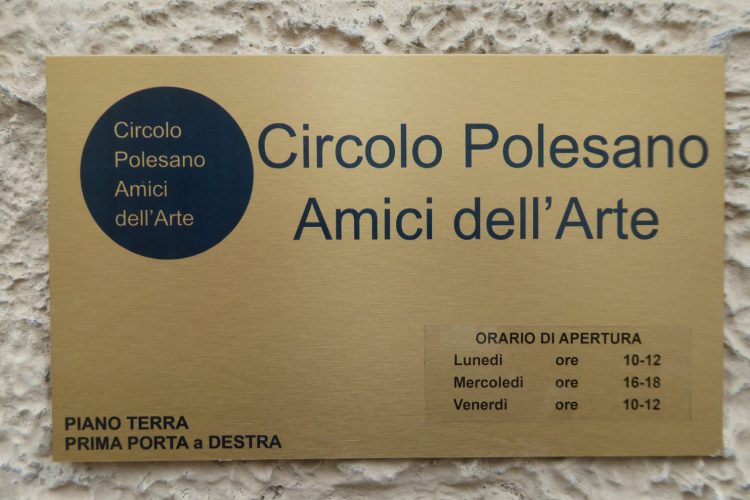 Circolo
Polesano
Amici
dell'Arte
Circolo Polesano
Amici dell'Arte
ORARIO DI APERTURA
Lunedì ore 10-12
Mercoledì ore 16-18
Venerdì ore 10-12
PIANO TERRA
PRIMA PORTA a DESTRA